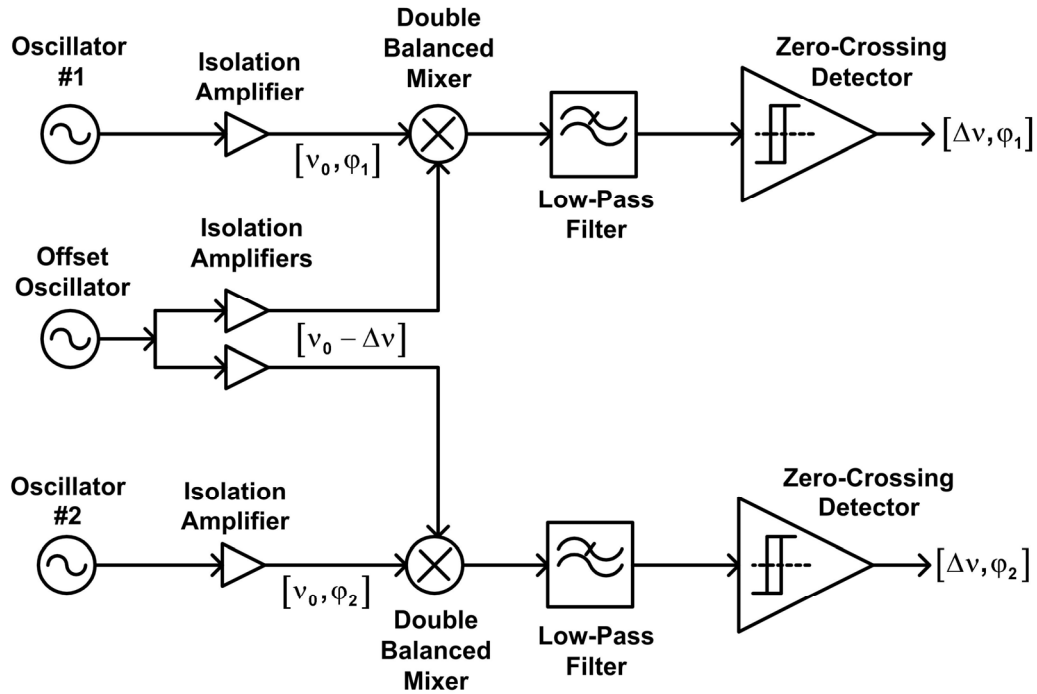 Oscillator
#1
Isolation
Amplifier
[ν₀,φ₁]
Double
Balanced
Mixer
Low-Pass
Filter
Zero-Crossing
Detector
[Δν,φ₁]
Offset
Oscillator
Isolation
Amplifiers
[ν₀ − Δν]
Oscillator
#2
Isolation
Amplifier
[ν₀,φ₂]
Double
Balanced
Mixer
Low-Pass
Filter
Zero-Crossing
Detector
[Δν,φ₂]